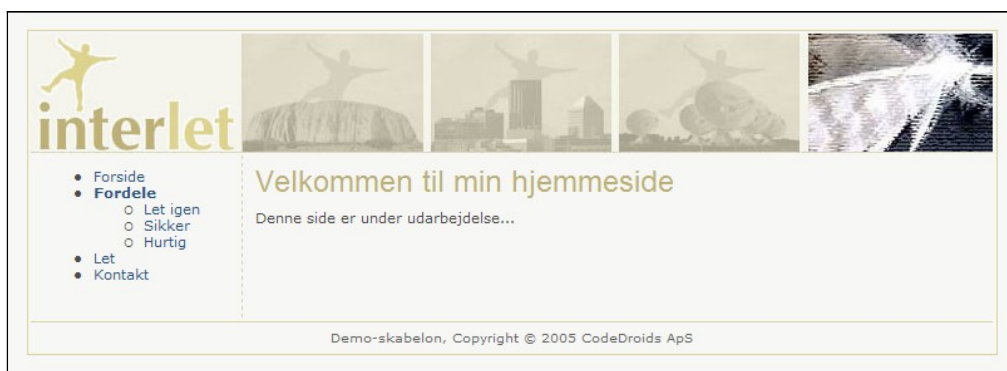 interlet
Forside
Fordele
Let igen
Sikker
Hurtig
Let
Kontakt
Velkommen til min hjemmeside
Denne side er under udarbejdelse...
Demo-skabelon, Copyright © 2005 CodeDroids ApS